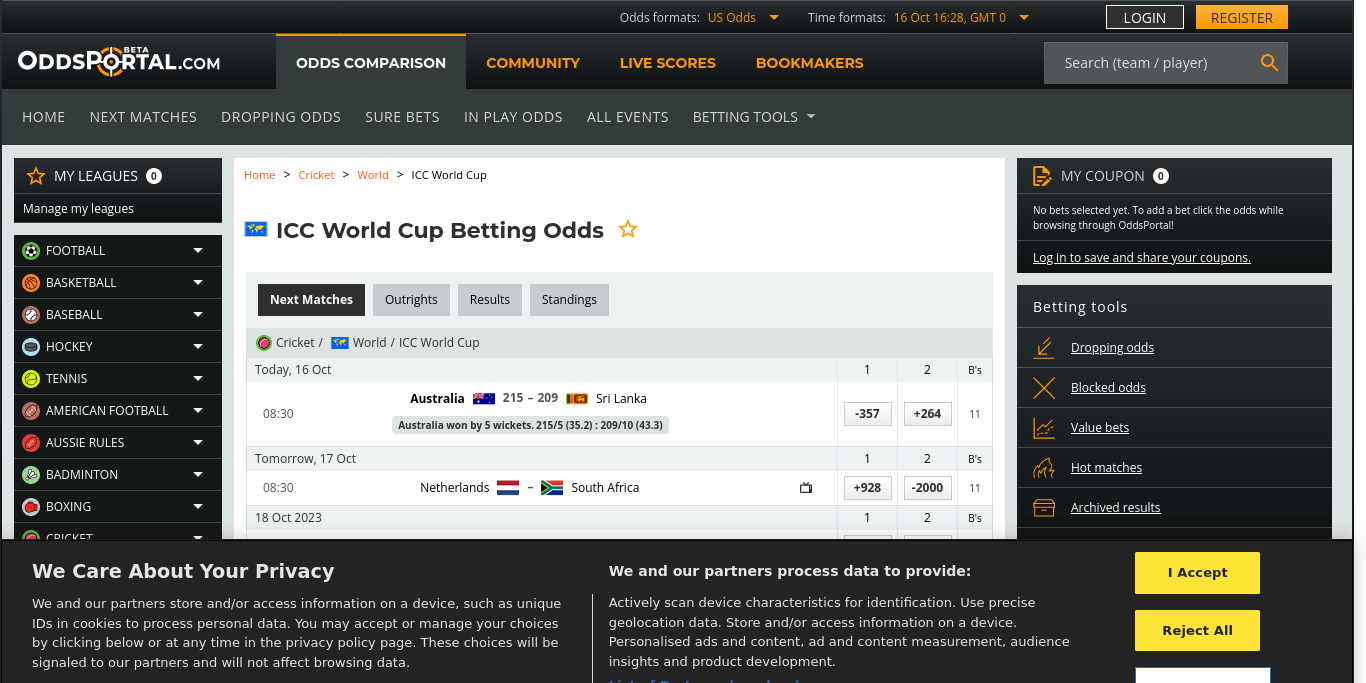 Odds formats: US Odds Time formats: 16 Oct 16:28, GMT 0 LOGIN REGISTER
ODDSPORTAL.COM BETA
ODDS COMPARISON COMMUNITY LIVE SCORES BOOKMAKERS Search (team / player)
HOME NEXT MATCHES DROPPING ODDS SURE BETS IN PLAY ODDS ALL EVENTS BETTING TOOLS
MY LEAGUES 0
Manage my leagues
FOOTBALL
BASKETBALL
BASEBALL
HOCKEY
TENNIS
AMERICAN FOOTBALL
AUSSIE RULES
BADMINTON
BOXING
CRICKET
Home > Cricket > World > ICC World Cup
ICC World Cup Betting Odds
Next Matches Outrights Results Standings
Cricket / World / ICC World Cup
Today, 16 Oct 1 2 B's
08:30 Australia 215 – 209 Sri Lanka -357 +264 11
Australia won by 5 wickets. 215/5 (35.2) : 209/10 (43.3)
Tomorrow, 17 Oct 1 2 B's
08:30 Netherlands – South Africa +928 -2000 11
18 Oct 2023 1 2 B's
MY COUPON 0
No bets selected yet. To add a bet click the odds while
browsing through OddsPortal!
Log in to save and share your coupons.
Betting tools
Dropping odds
Blocked odds
Value bets
Hot matches
Archived results
We Care About Your Privacy
We and our partners store and/or access information on a device, such as unique
IDs in cookies to process personal data. You may accept or manage your choices
by clicking below or at any time in the privacy policy page. These choices will be
signaled to our partners and will not affect browsing data.
We and our partners process data to provide:
Actively scan device characteristics for identification. Use precise
geolocation data. Store and/or access information on a device.
Personalised ads and content, ad and content measurement, audience
insights and product development.
I Accept
Reject All